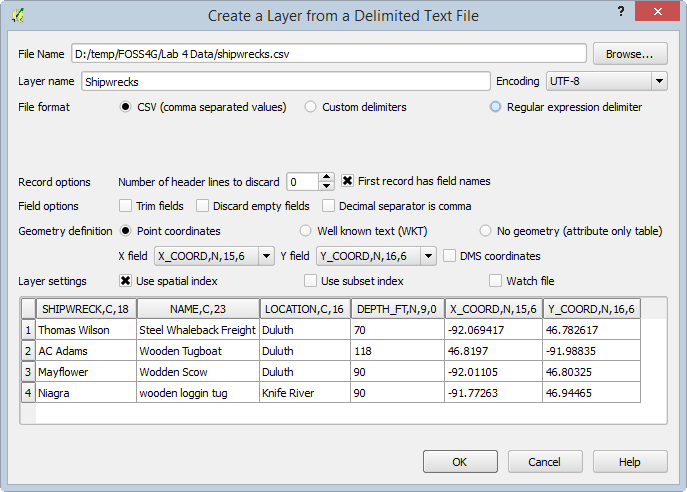 Create a Layer from a Delimited Text File ?
File Name D:/temp/FOSS4G/Lab 4 Data/shipwrecks.csv Browse...
Layer name Shipwrecks Encoding UTF-8
File format CSV (comma separated values) Custom delimiters Regular expression delimiter
Record options Number of header lines to discard 0 First record has field names
Field options Trim fields Discard empty fields Decimal separator is comma
Geometry definition Point coordinates Well known text (WKT) No geometry (attribute only table)
X field X_COORD,N,15,6 Y field Y_COORD,N,16,6 DMS coordinates
Layer settings Use spatial index Use subset index Watch file
SHIPWRECK,C,18 NAME,C,23 LOCATION,C,16 DEPTH_FT,N,9,0 X_COORD,N,15,6 Y_COORD,N,16,6
1 Thomas Wilson Steel Whaleback Freight Duluth 70 -92.069417 46.782617
2 AC Adams Wooden Tugboat Duluth 118 46.8197 -91.98835
3 Mayflower Wodden Scow Duluth 90 -92.01105 46.80325
4 Niagra wooden loggin tug Knife River 90 -91.77263 46.94465
OK Cancel Help